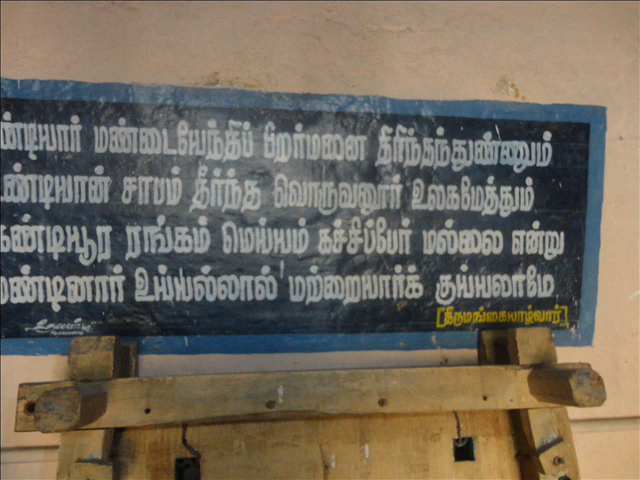 ண்டியார் மண்டையேந்திப் பிறர்மனை திரிந்தந்துண்ணும்
ண்டியான் சாபம் தீர்ந்த வொருவனூர் உலகமேத்தும்
கண்டியூர ரங்கம் மெய்யம் கச்சிப்பேர் மல்லை என்று
மண்டினார் உய்யல்லால் மற்றையார்க் குய்யலாமே
[திருமங்கையாழ்வார்]